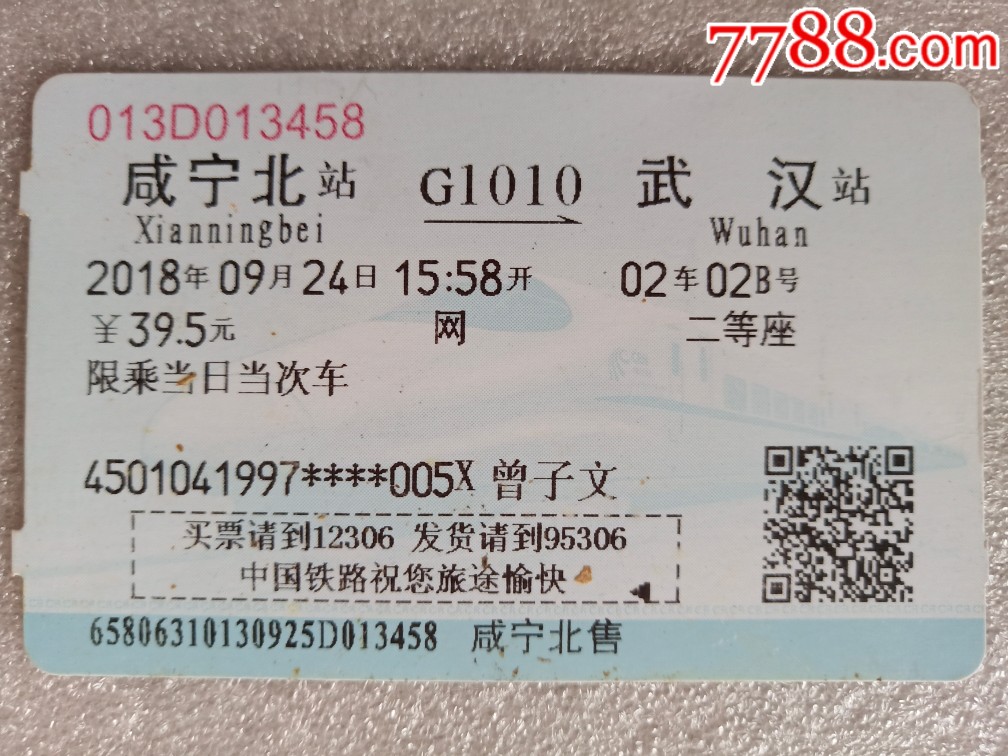 7788.com
013D013458
咸宁北站 G1010 武汉站
Xianningbei Wuhan
2018年09月24日 15:58开 02车02B号
￥39.5元 网 二等座
限乘当日当次车
4501041997****005X 曾子文
买票请到12306 发货请到95306
中国铁路祝您旅途愉快
65806310130925D013458 咸宁北售